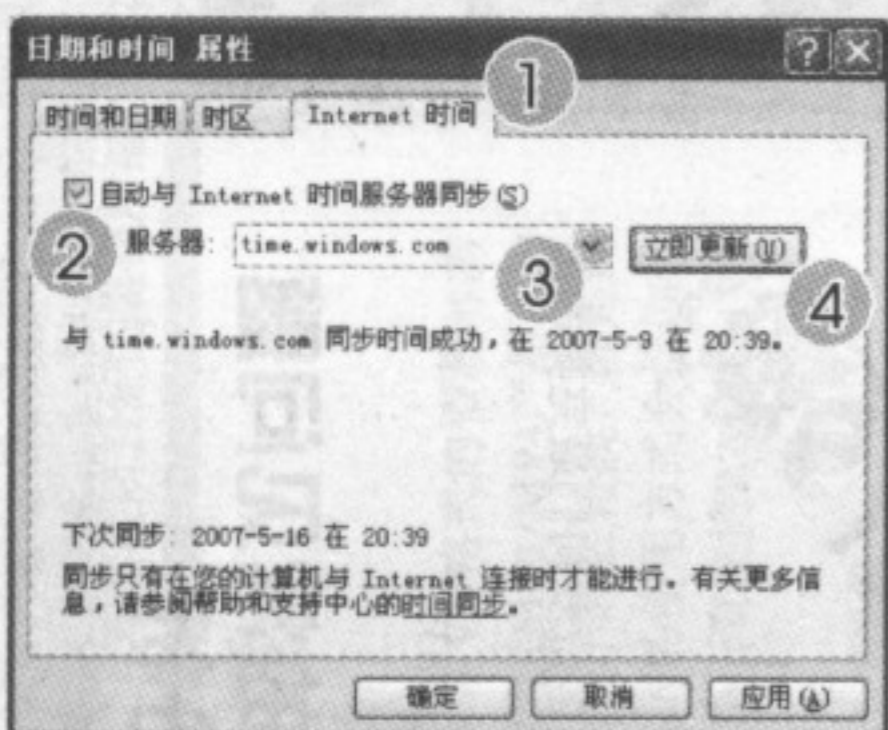 日期和时间 属性
1
时间和日期 时区 Internet 时间
自动与 Internet 时间服务器同步(S)
2 服务器: time.windows.com 3 立即更新(U) 4
与 time.windows.com 同步时间成功,在 2007-5-9 在 20:39。
下次同步: 2007-5-16 在 20:39
同步只有在您的计算机与 Internet 连接时才能进行。有关更多信
息,请参阅帮助和支持中心的时间同步。
确定 取消 应用(A)